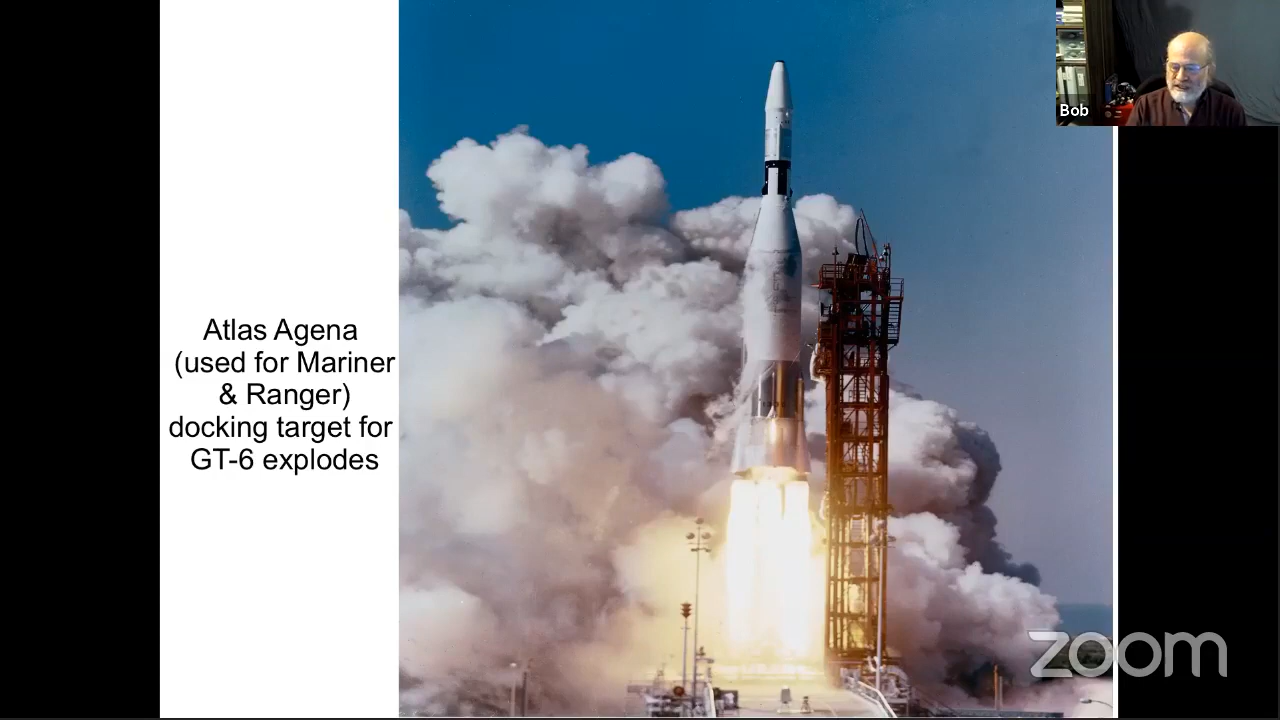 Atlas Agena
(used for Mariner
& Ranger)
docking target for
GT-6 explodes
Bob
zoom